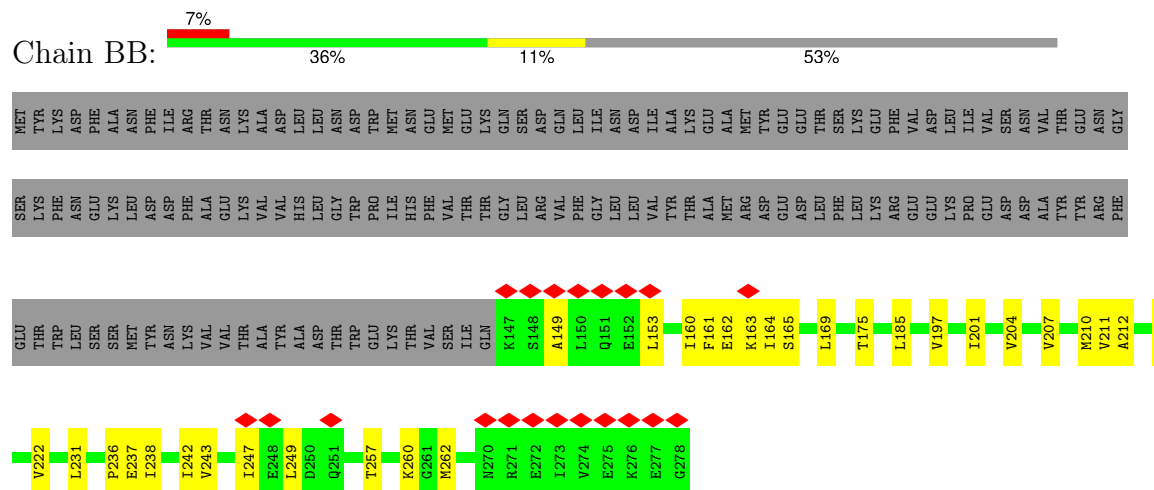 7%
Chain BB:
36% 11% 53%
MET TYR LYS ASP PHE ALA ASN PHE ILE ARG THR ASN LYS ALA ASP LEU LEU ASN ASP TRP MET ASN GLU MET GLU LYS GLN SER ASP GLN LEU ILE ASN ASP ILE ALA LYS GLU ALA MET TYR GLU GLU THR SER LYS GLU PHE VAL ASP LEU ILE VAL SER ASN VAL THR GLU ASN GLY
SER LYS PHE ASN GLU LYS LEU ASP ASP PHE ALA GLU LYS VAL VAL HIS LEU GLY TRP PRO ILE HIS PHE VAL THR THR GLY LEU ARG VAL PHE GLY LEU LEU VAL TYR THR ALA MET ARG ASP GLU ASP LEU PHE LEU LYS ARG GLU GLU LYS PRO GLU ASP ASP ALA TYR TYR ARG PHE
GLU THR TRP LEU SER SER MET TYR ASN LYS VAL VAL THR ALA TYR ALA ASP THR TRP GLU LYS THR VAL SER ILE GLN K147 S148 A149 L150 Q151 E152 L153 I160 F161 E162 K163 I164 S165 L169 T175 L185 V197 I201 V204 V207 M210 V211 A212
V222 L231 P236 E237 I238 I242 V243 I247 E248 L249 D250 Q251 T257 K260 G261 M262 N270 R271 E272 I273 V274 E275 K276 E277 G278